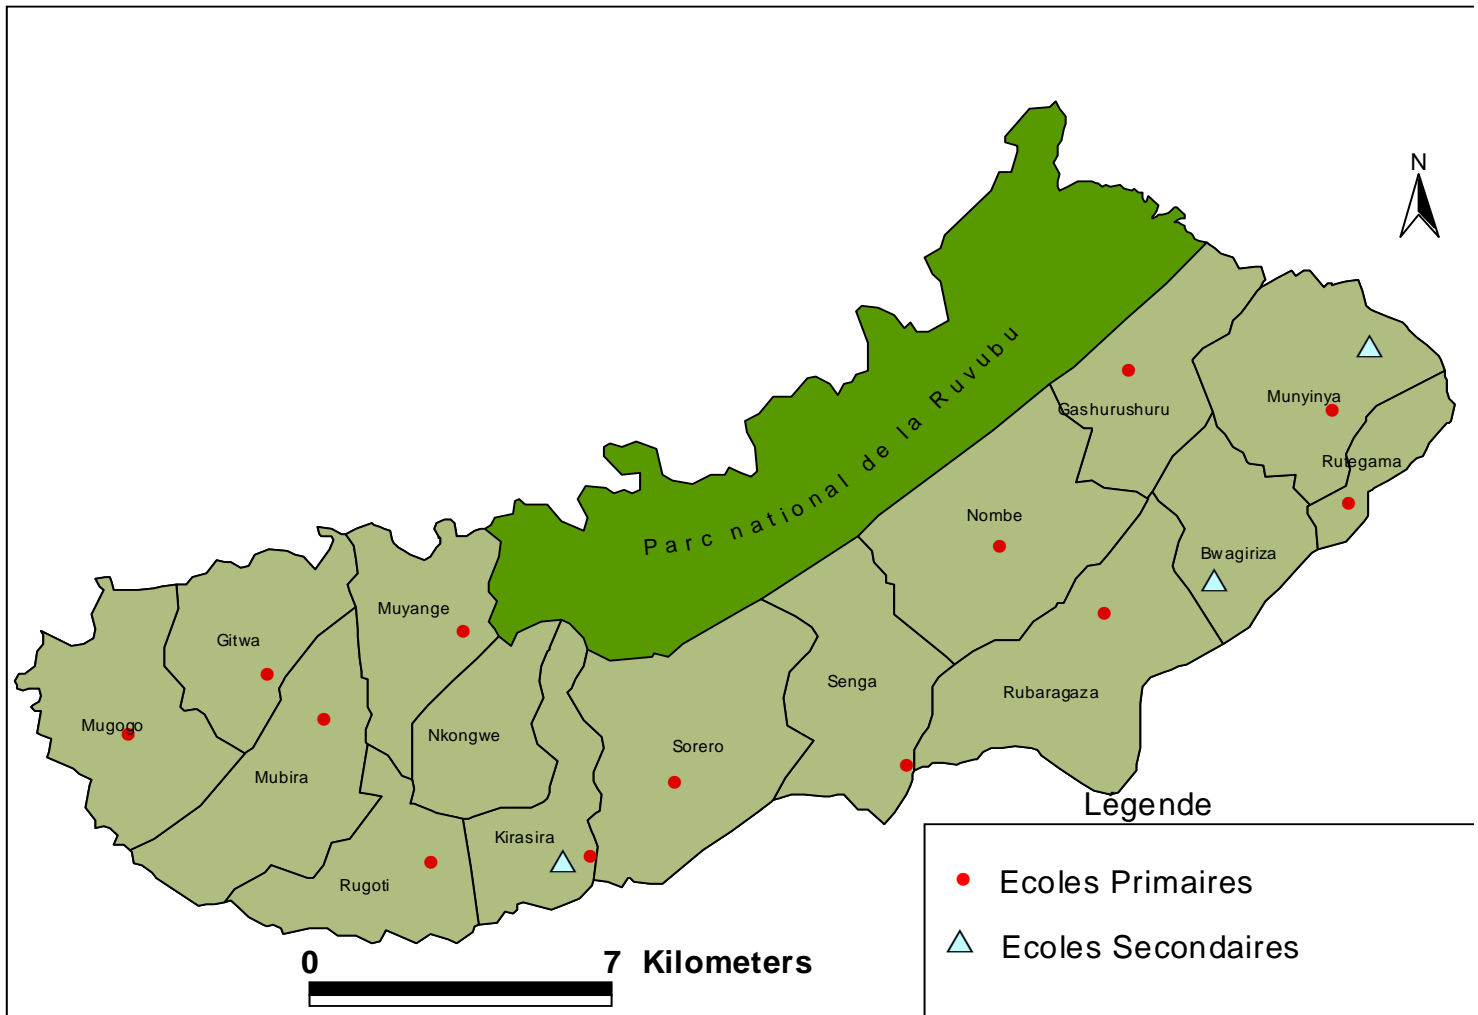 N
Parc national de la Ruvubu
Gashurushuru
Munyinya
Rutegama
Nombe
Bwagiriza
Muyange
Gitwa
Senga
Rubaragaza
Mugogo
Nkongwe
Sorero
Mubira
Kirasira
Rugoti
Légende
Ecoles Primaires
Ecoles Secondaires
0 7 Kilometers